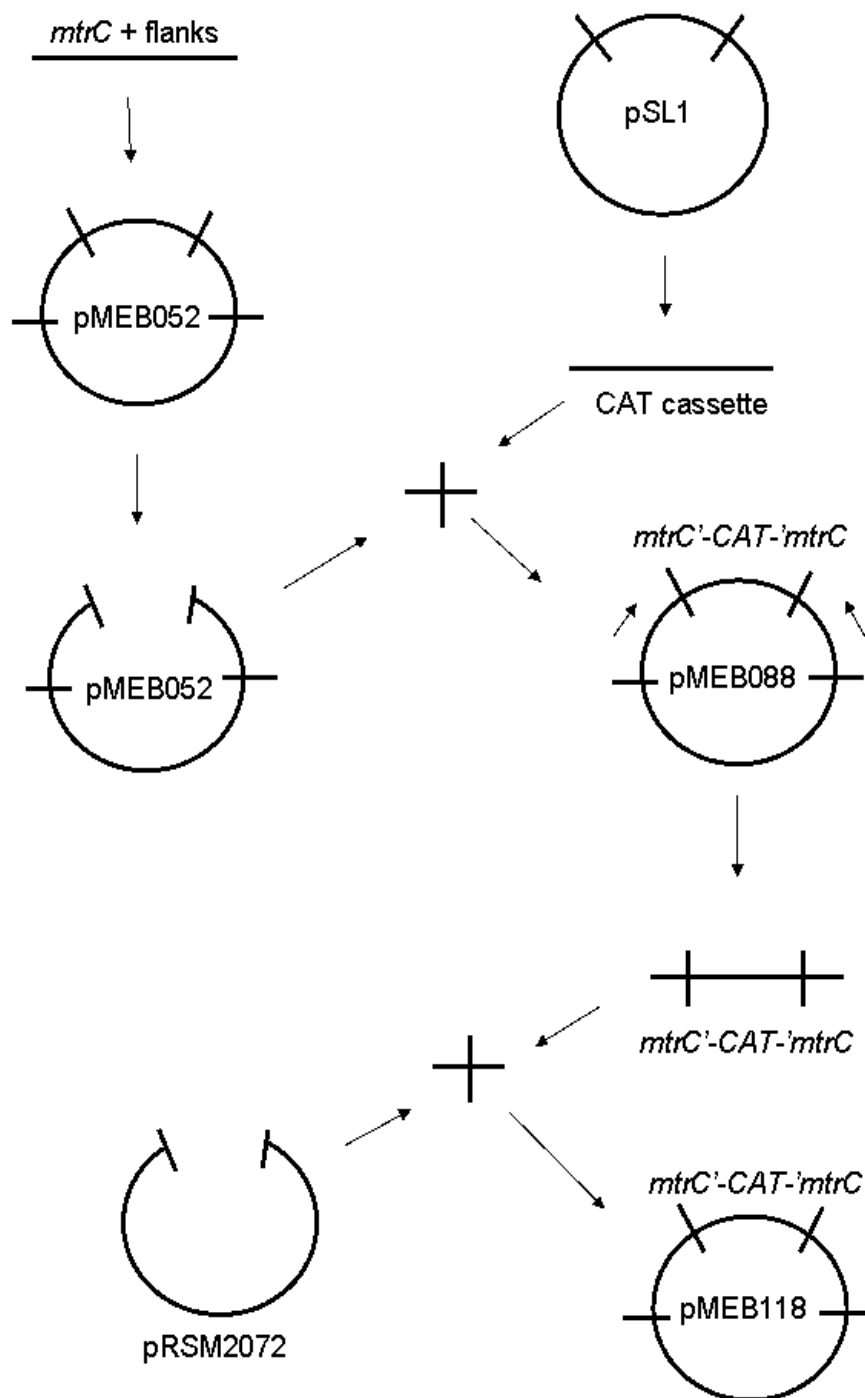 mtrC + flanks
pSL1
pMEB052
CAT cassette
mtrC'-CAT-'mtrC
pMEB052
pMEB088
mtrC'-CAT-'mtrC
mtrC'-CAT-'mtrC
pMEB118
pRSM2072